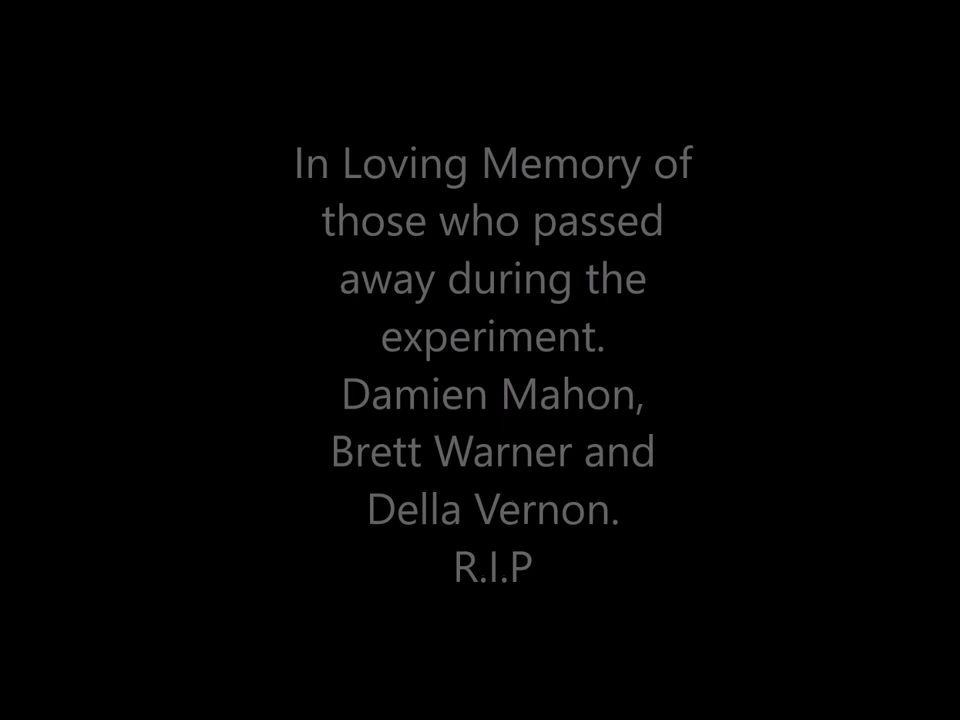 In Loving Memory of
those who passed
away during the
experiment.
Damien Mahon,
Brett Warner and
Della Vernon.
R.I.P